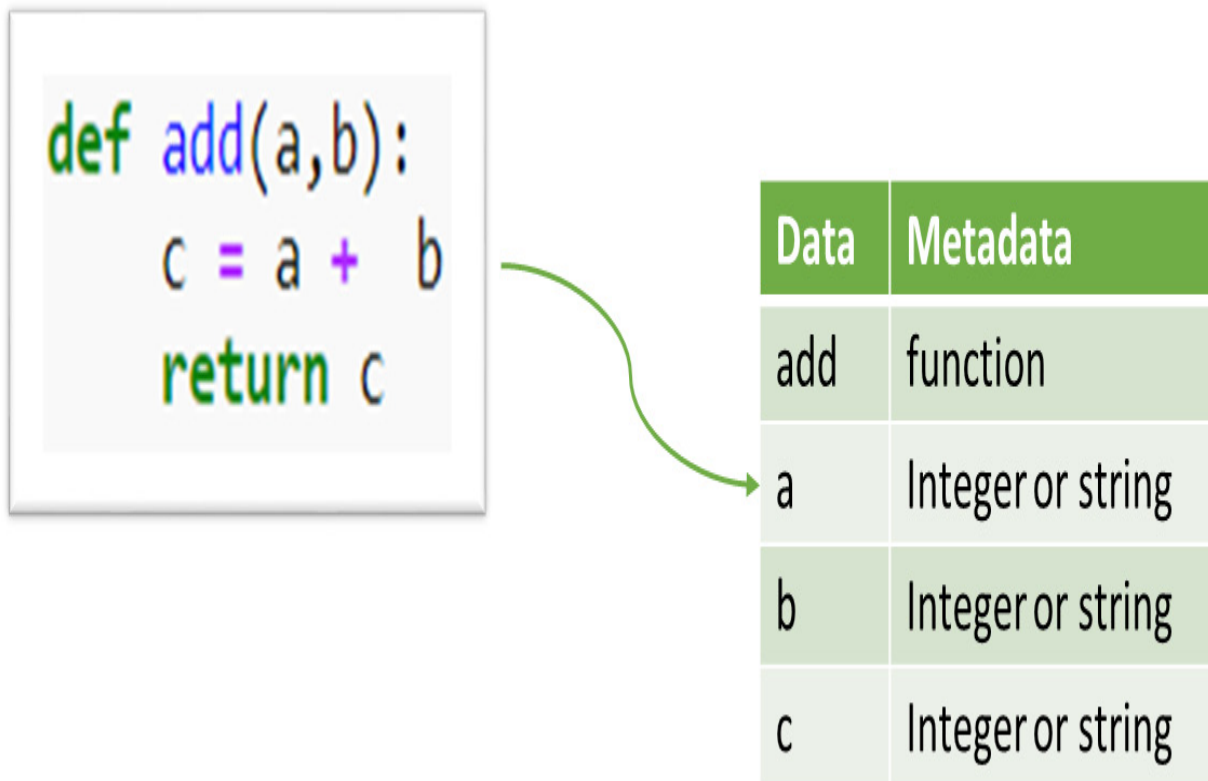 def add(a,b):
c = a + b
return c
Data Metadata
add function
a Integer or string
b Integer or string
c Integer or string